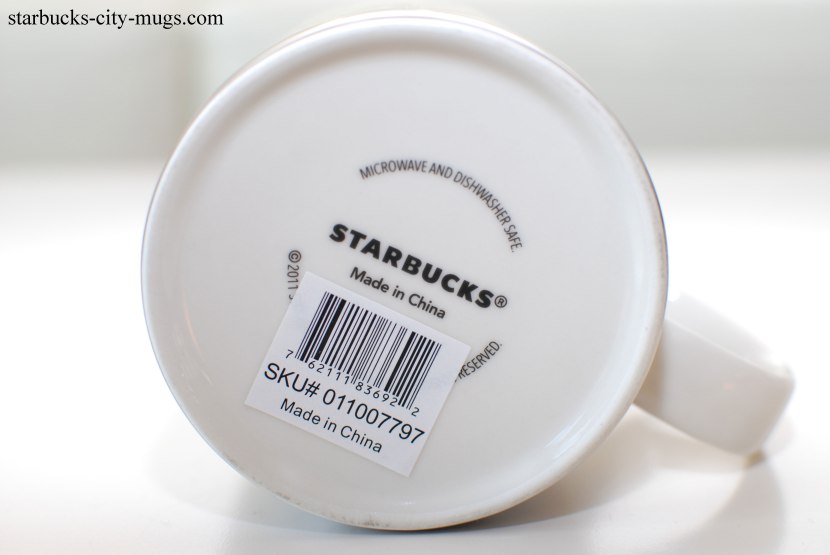 starbucks-city-mugs.com
MICROWAVE AND DISHWASHER SAFE.
STARBUCKS®
Made in China
© 2011
RESERVED.
7 62111 83692 2
SKU# 011007797
Made in China